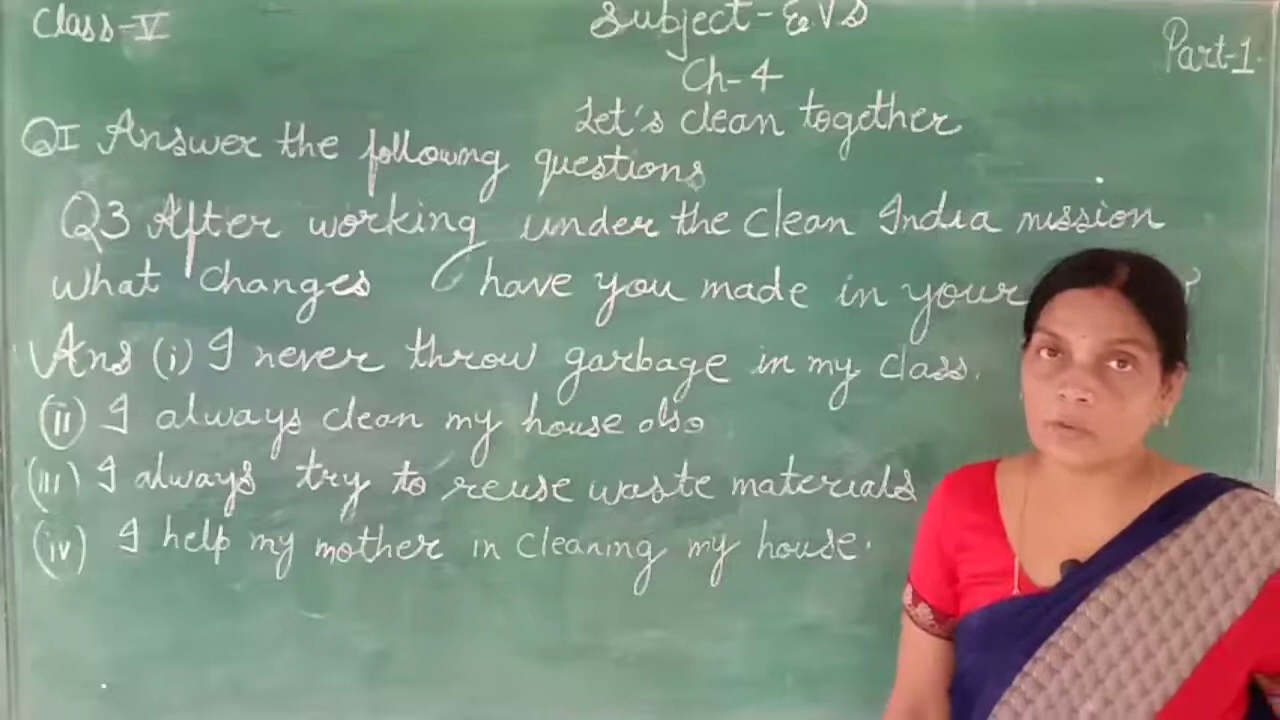 Class-V
Subject-EVS
Part-1
Ch-4
Let's clean together
QI Answer the following questions
Q3 After working under the clean India mission
what changes have you made in your
Ans (i) I never throw garbage in my class.
(ii) I always clean my house also
(iii) I always try to reuse waste materials
(iv) I help my mother in cleaning my house.